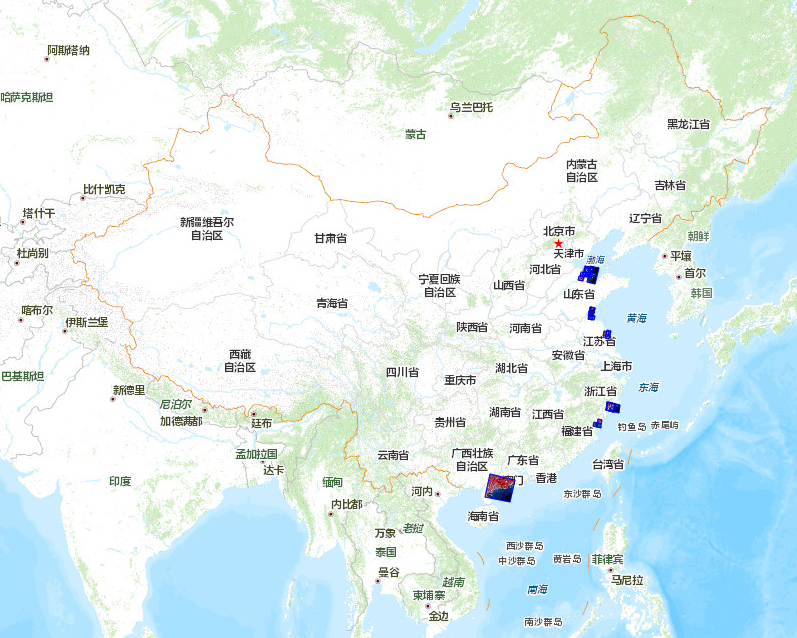 阿斯塔纳
哈萨克斯坦
乌兰巴托
蒙古
黑龙江省
内蒙古
自治区
吉林省
比什凯克
塔什干
辽宁省
新疆维吾尔
自治区
甘肃省
北京市
朝鲜
杜尚别
天津市
渤海
平壤
河北省
首尔
宁夏回族
自治区
山西省
山东省
韩国
青海省
喀布尔
伊斯兰堡
黄海
陕西省
河南省
江苏省
西藏
自治区
安徽省
上海市
巴基斯坦
四川省
重庆市
湖北省
新德里
浙江省
东海
尼泊尔
加德满都
廷布
贵州省
湖南省
江西省
福建省
钓鱼岛
赤尾屿
孟加拉国
达卡
云南省
广西壮族
自治区
广东省
台湾省
印度
缅甸
河内
门
香港
东沙群岛
内比都
海南省
万象
老挝
泰国
西沙群岛
中沙群岛
黄岩岛
菲律宾
曼谷
越南
马尼拉
柬埔寨
南海
金边
南沙群岛